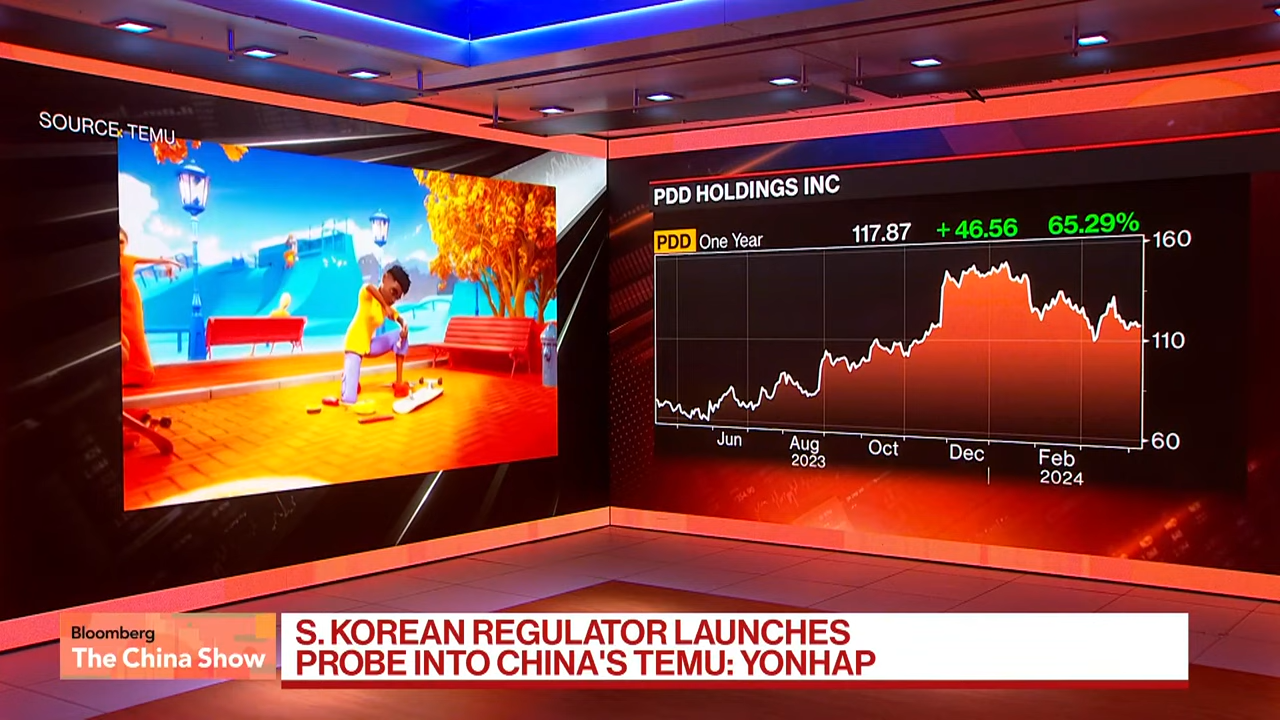 SOURCE: TEMU
PDD HOLDINGS INC
PDD One Year 117.87 +46.56 65.29%
160
110
60
Jun Aug Oct Dec Feb
2023 2024
Bloomberg
The China Show
S. KOREAN REGULATOR LAUNCHES
PROBE INTO CHINA'S TEMU: YONHAP